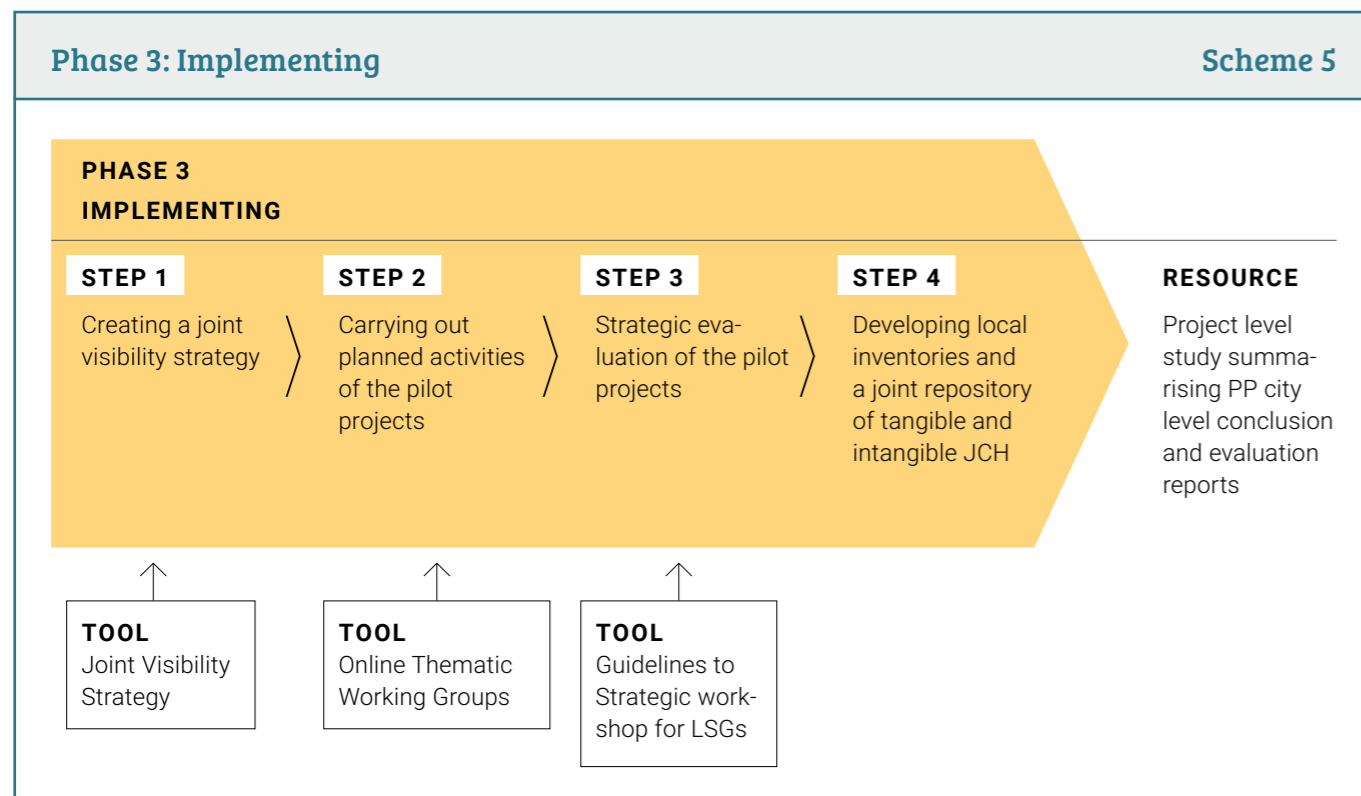 Phase 3: Implementing
Scheme 5
PHASE 3
IMPLEMENTING
STEP 1
Creating a joint
visibility strategy
STEP 2
Carrying out
planned activities
of the pilot
projects
STEP 3
Strategic eva-
luation of the pilot
projects
STEP 4
Developing local
inventories and
a joint repository
of tangible and
intangible JCH
RESOURCE
Project level
study summa-
rising PP city
level conclusion
and evaluation
reports
TOOL
Joint Visibility
Strategy
TOOL
Online Thematic
Working Groups
TOOL
Guidelines to
Strategic work-
shop for LSGs